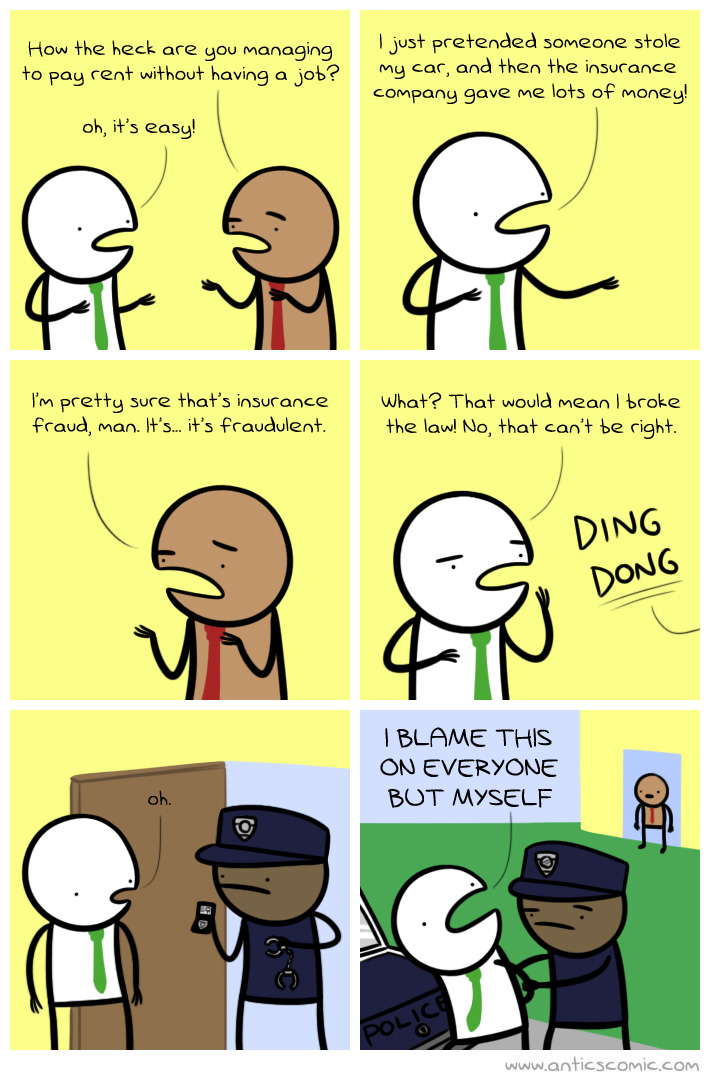 How the heck are you managing
to pay rent without having a job?
oh, it's easy!
I just pretended someone stole
my car, and then the insurance
company gave me lots of money!
I'm pretty sure that's insurance
fraud, man. It's... it's fraudulent.
What? That would mean I broke
the law! No, that can't be right.
DING
DONG
oh.
I BLAME THIS
ON EVERYONE
BUT MYSELF
POLICE
www.anticscomic.com